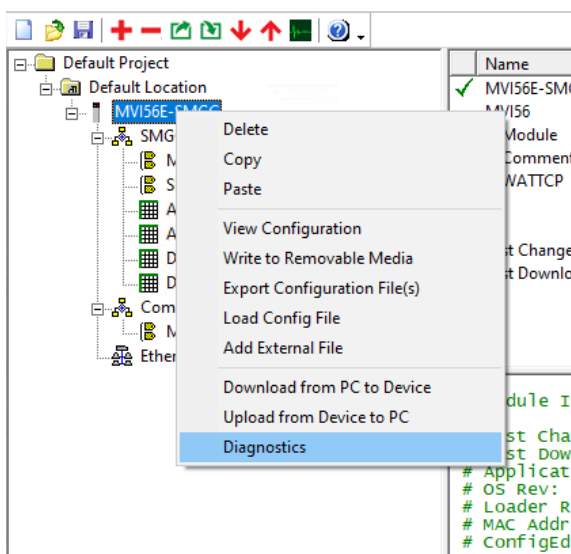 Default Project
Default Location
MVI56E-SMGC
SMG
M
S
A
A
D
D
Com
M
Ether
Delete
Copy
Paste
View Configuration
Write to Removable Media
Export Configuration File(s)
Load Config File
Add External File
Download from PC to Device
Upload from Device to PC
Diagnostics
Name
MVI56E-SMG
MVI56
Module
Comment
WATTCP
st Change
st Downlo
dule I
st Cha
st Dow
# Applicat
# OS Rev:
# Loader R
# MAC Addr
# ConfigEd